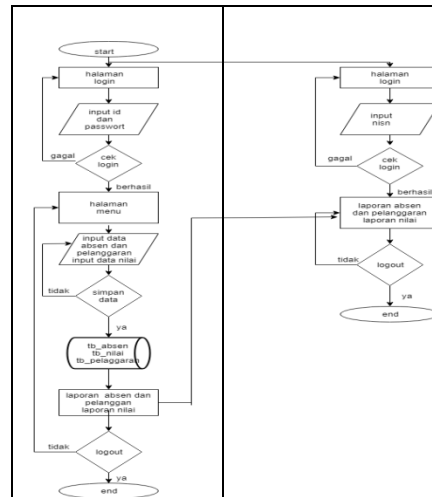 start
halaman
login
input id
dan
passwort
gagal
cek
login
berhasil
halaman
menu
input data
absen dan
pelanggaran
input data nilai
tidak
simpan
data
ya
tb_absen
tb_nilai
tb_pelaggaran
laporan absen dan
pelanggan
laporan nilai
tidak
logout
ya
end
halaman
login
input
nisn
gagal
cek
login
berhasil
laporan absen
dan pelanggaran
laporan nilai
tidak
logout
ya
end